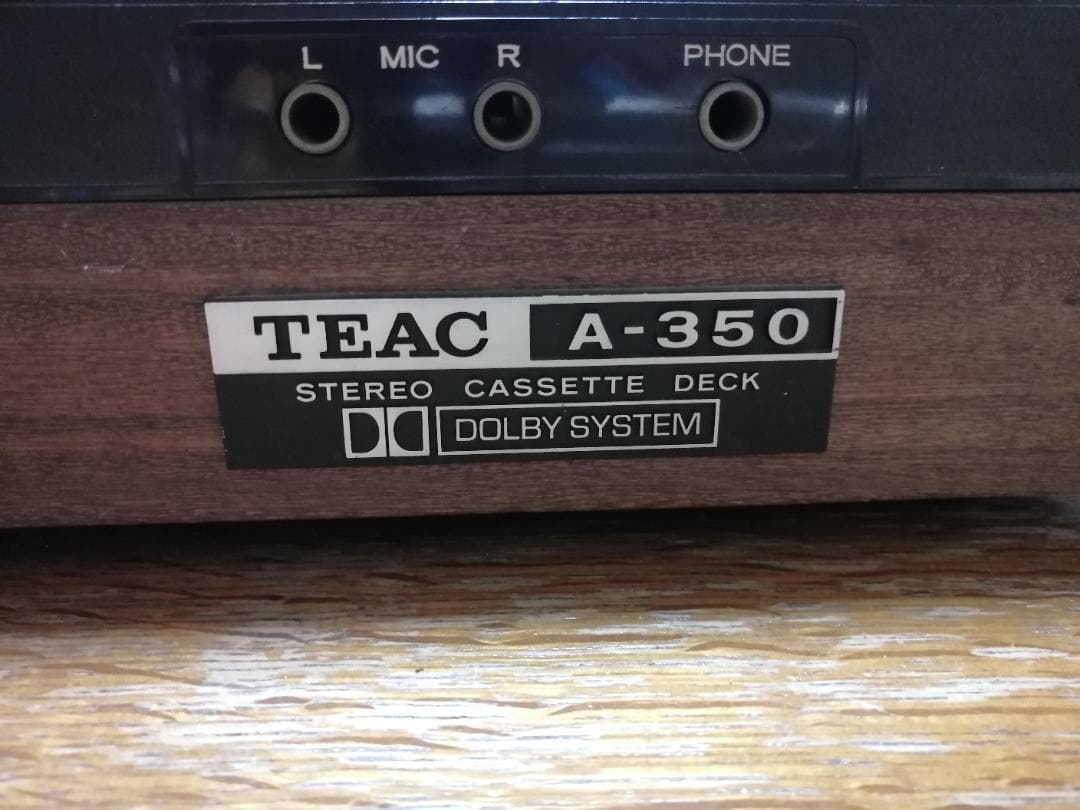 L MIC R PHONE
TEAC A-350
STEREO CASSETTE DECK
DOLBY SYSTEM